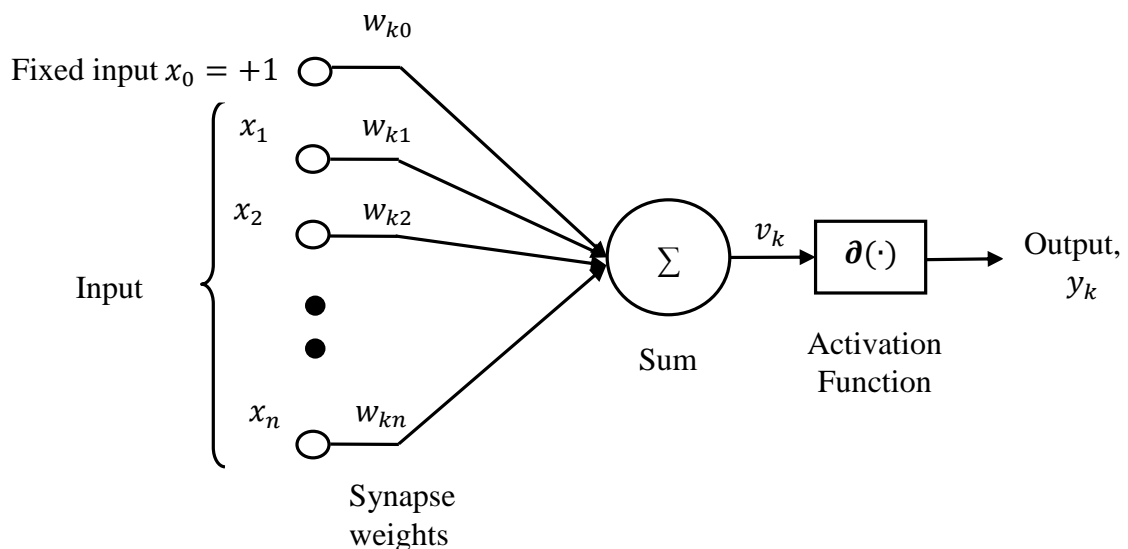 w_{k0}
Fixed input x_0 = +1
x_1
w_{k1}
x_2
w_{k2}
Input
x_n
w_{kn}
Synapse
weights
∑
Sum
v_k
∂(·)
Activation
Function
Output,
y_k